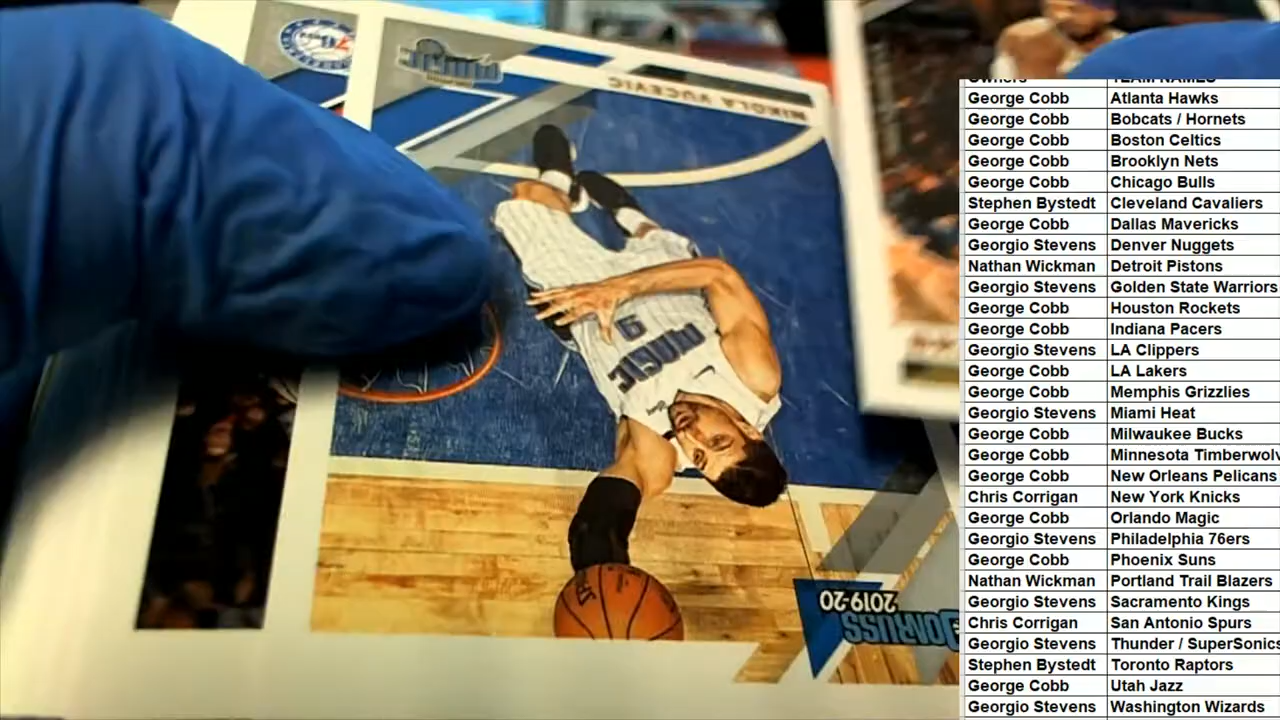 NIKOLA VUCEVIC
MAGIC
9
2019-20
DONRUSS
Owners TEAM NAMES
George Cobb Atlanta Hawks
George Cobb Bobcats / Hornets
George Cobb Boston Celtics
George Cobb Brooklyn Nets
George Cobb Chicago Bulls
Stephen Bystedt Cleveland Cavaliers
George Cobb Dallas Mavericks
Georgio Stevens Denver Nuggets
Nathan Wickman Detroit Pistons
Georgio Stevens Golden State Warriors
George Cobb Houston Rockets
George Cobb Indiana Pacers
Georgio Stevens LA Clippers
George Cobb LA Lakers
George Cobb Memphis Grizzlies
Georgio Stevens Miami Heat
George Cobb Milwaukee Bucks
George Cobb Minnesota Timberwolv
George Cobb New Orleans Pelicans
Chris Corrigan New York Knicks
George Cobb Orlando Magic
Georgio Stevens Philadelphia 76ers
George Cobb Phoenix Suns
Nathan Wickman Portland Trail Blazers
Georgio Stevens Sacramento Kings
Chris Corrigan San Antonio Spurs
Georgio Stevens Thunder / SuperSonics
Stephen Bystedt Toronto Raptors
George Cobb Utah Jazz
Georgio Stevens Washington Wizards